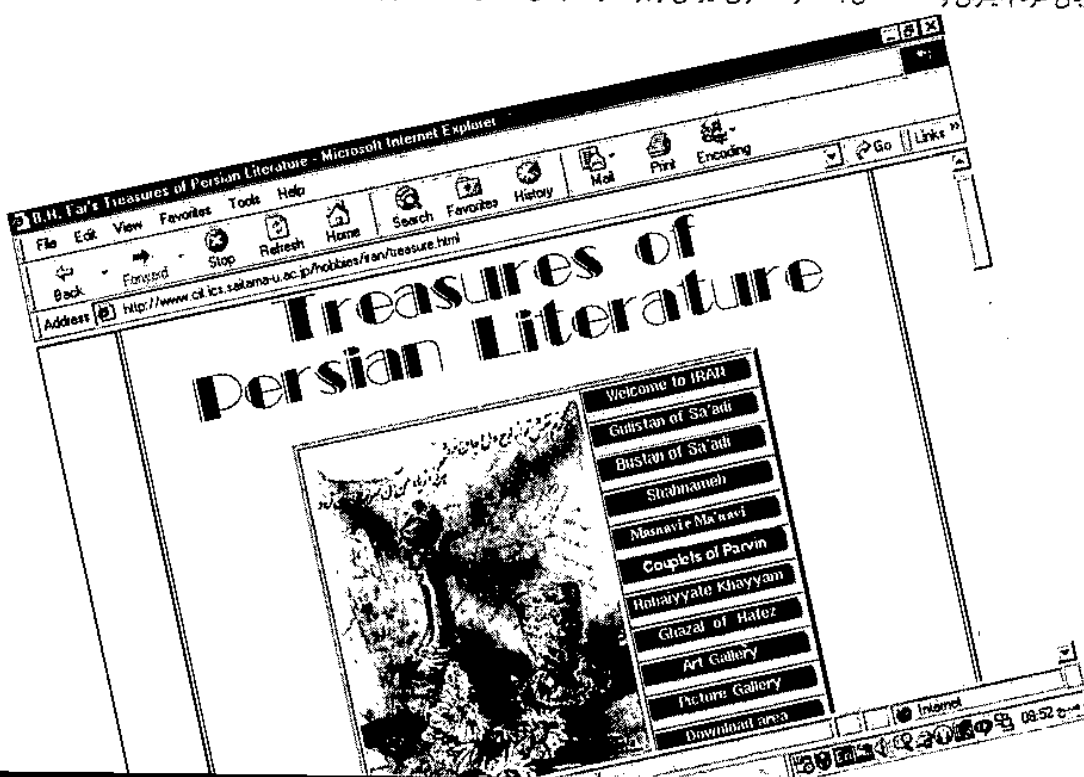 B.H. Far's Treasures of Persian Literature - Microsoft Internet Explorer
File Edit View Favorites Tools Help
Back Forward Stop Refresh Home Search Favorites History Mail Print Encoding
Address http://www.cit.ics.saitama-u.ac.jp/hobbies/iran/treasure.html Go Links »
Treasures of
Persian Literature
Welcome to IRAN
Gulistan of Sa'adi
Bustan of Sa'adi
Shahnameh
Masnavi e Ma'navi
Couplets of Parvin
Robaiyyate Khayyam
Ghazal of Hafez
Art Gallery
Picture Gallery
Download area
Internet
08:52